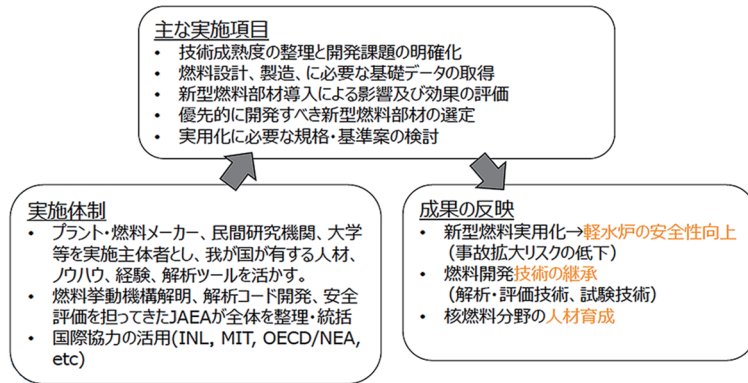 主な実施項目
• 技術成熟度の整理と開発課題の明確化
• 燃料設計、製造、に必要な基礎データの取得
• 新型燃料部材導入による影響及び効果の評価
• 優先的に開発すべき新型燃料部材の選定
• 実用化に必要な規格・基準案の検討
実施体制
• プラント・燃料メーカー、民間研究機関、大学
等を実施主体者とし、我が国が有する人材、
ノウハウ、経験、解析ツールを活かす。
• 燃料挙動機構解明、解析コード開発、安全
評価を担ってきたJAEAが全体を整理・統括
• 国際協力の活用(INL, MIT, OECD/NEA,
etc)
成果の反映
• 新型燃料実用化→軽水炉の安全性向上
（事故拡大リスクの低下）
• 燃料開発技術の継承
（解析・評価技術、試験技術）
• 核燃料分野の人材育成